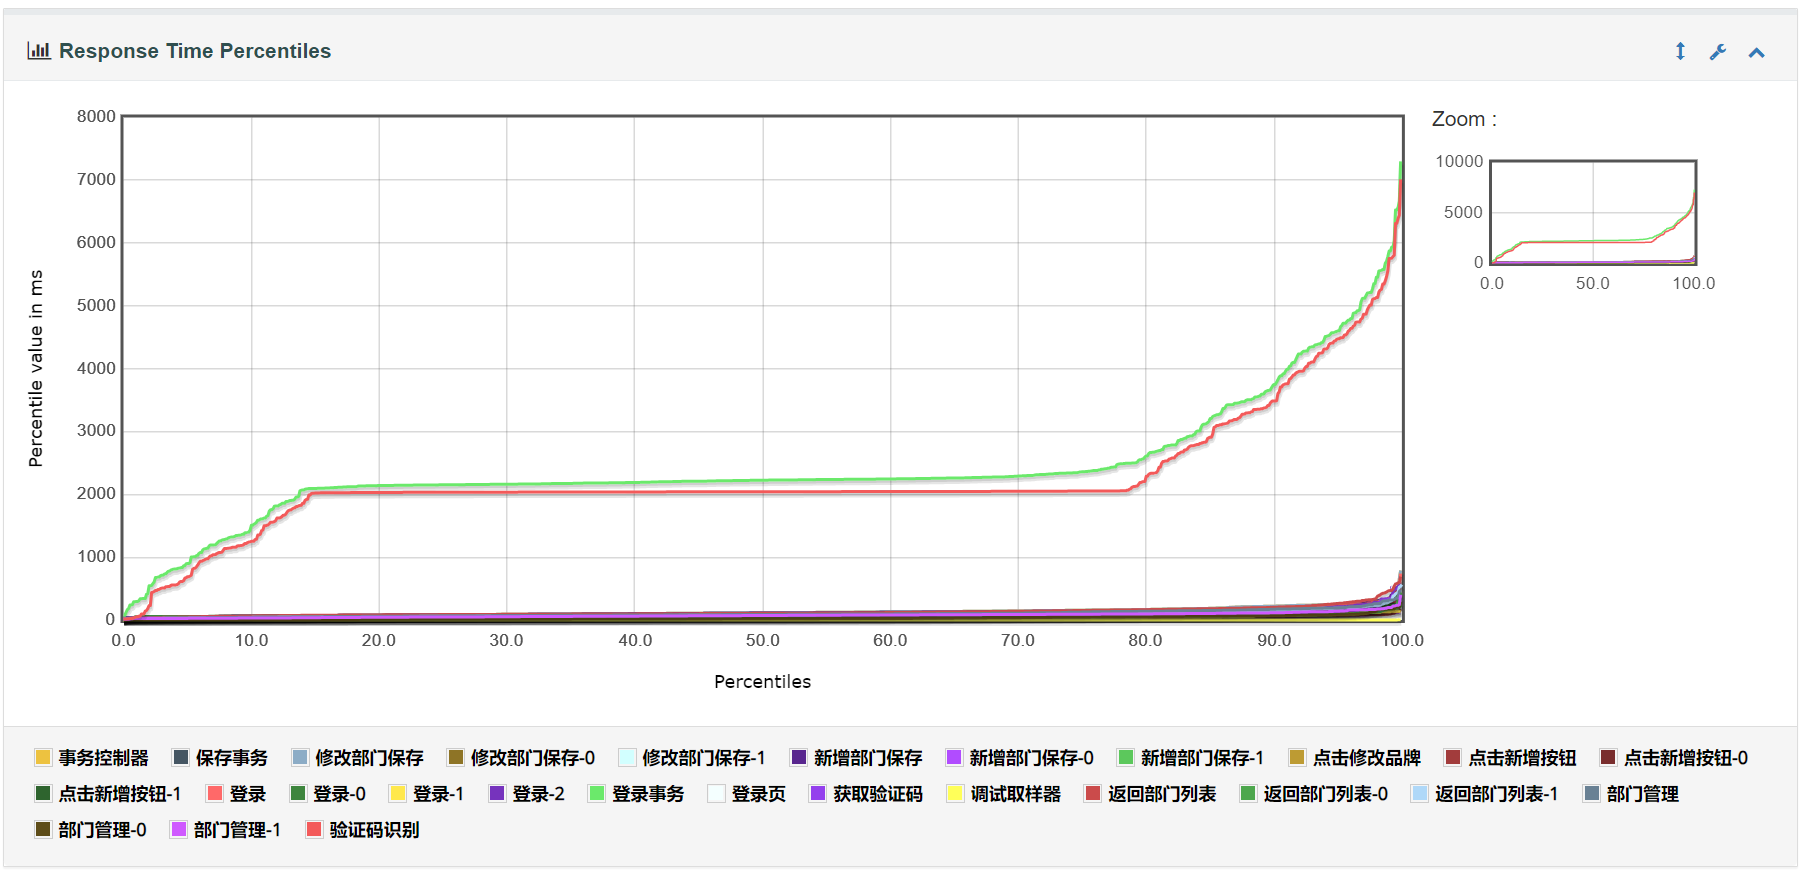 Response Time Percentiles
8000
7000
6000
5000
4000
3000
2000
1000
0
Percentile value in ms
0.0 10.0 20.0 30.0 40.0 50.0 60.0 70.0 80.0 90.0 100.0
Percentiles
Zoom :
10000
5000
0
0.0 50.0 100.0
事务控制器 保存事务 修改部门保存 修改部门保存-0 修改部门保存-1 新增部门保存 新增部门保存-0 新增部门保存-1 点击修改品牌 点击新增按钮 点击新增按钮-0
点击新增按钮-1 登录 登录-0 登录-1 登录-2 登录事务 登录页 获取验证码 调试取样器 返回部门列表 返回部门列表-0 返回部门列表-1 部门管理
部门管理-0 部门管理-1 验证码识别